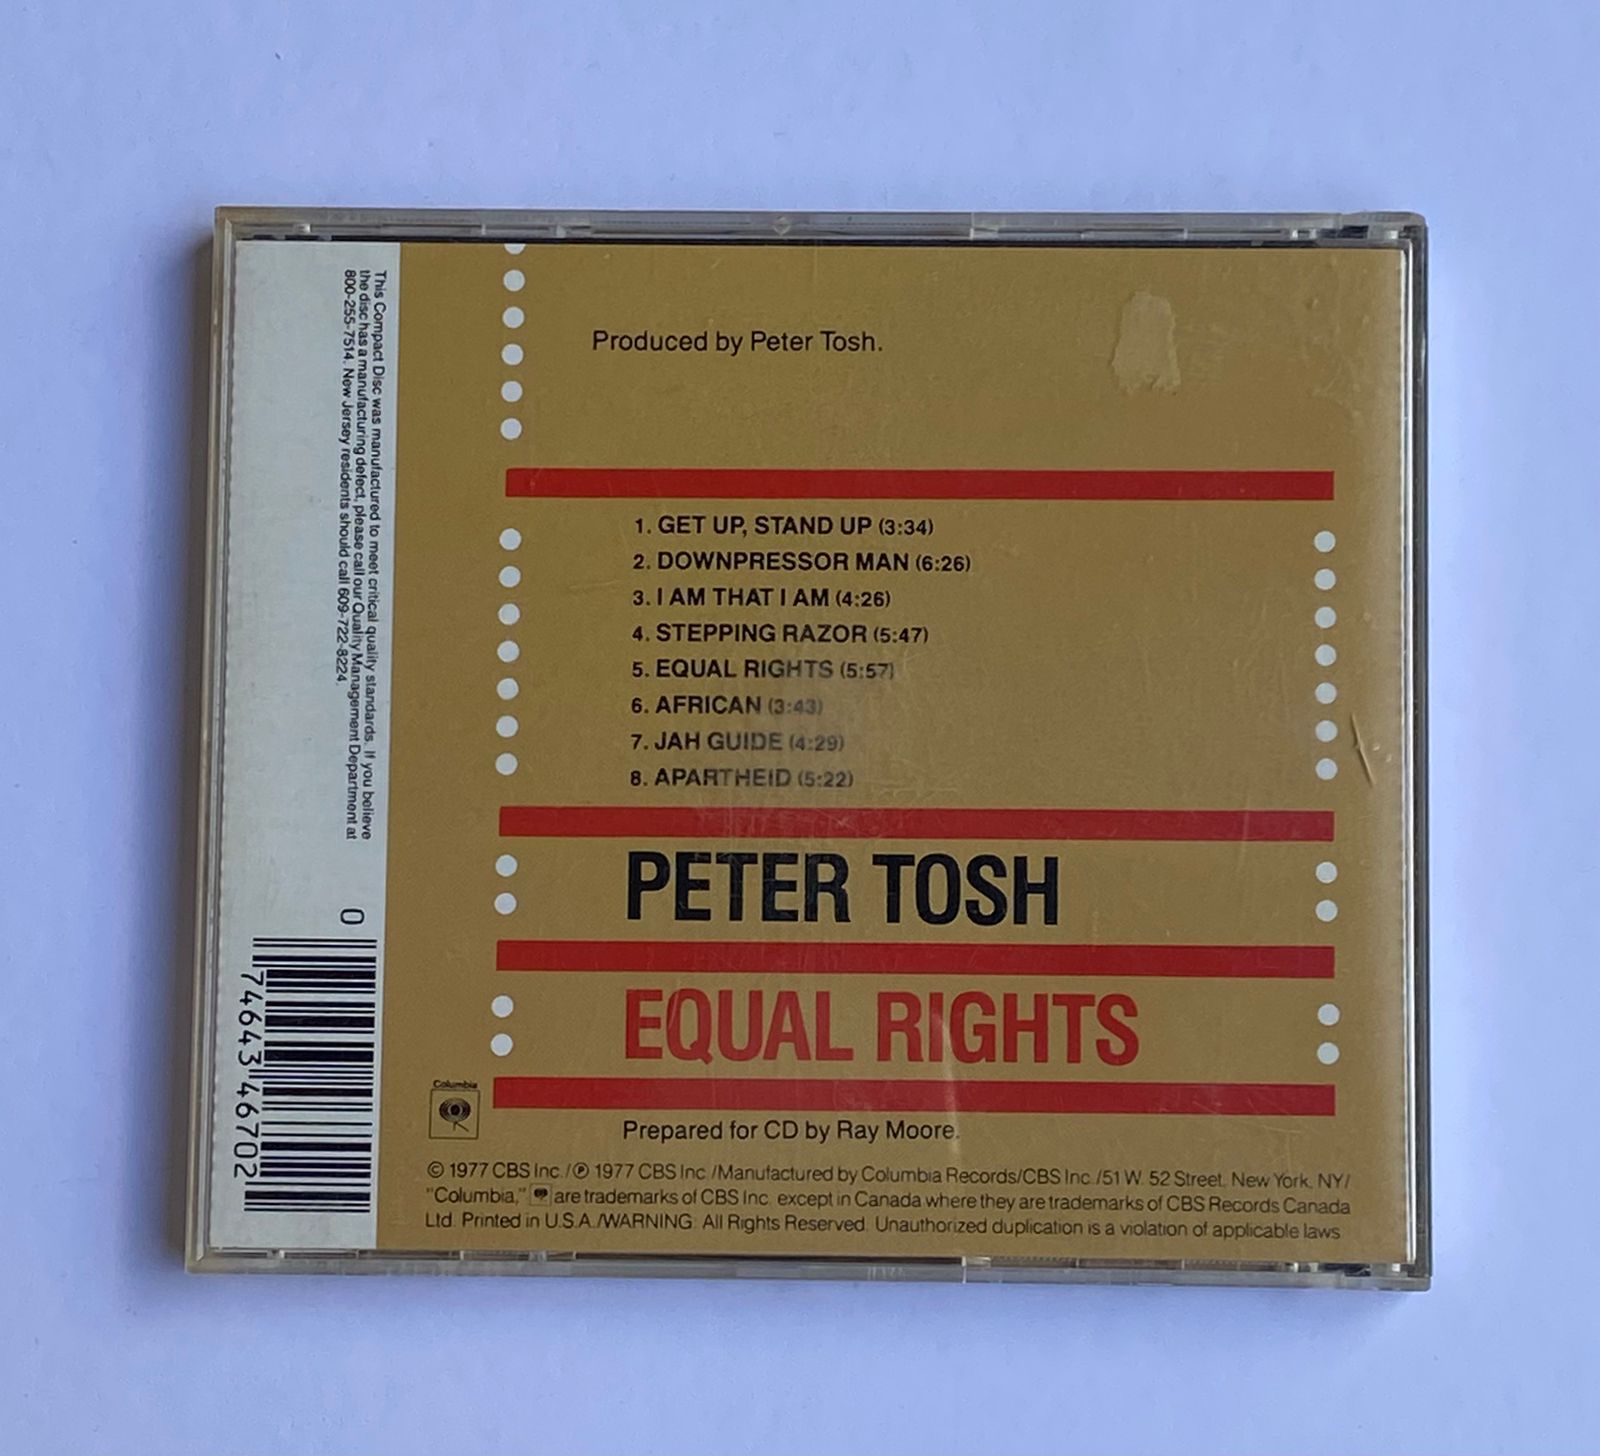 This Compact Disc was manufactured to meet critical quality standards. If you believe
the disc has a manufacturing defect, please call our Quality Management Department at
800-255-7514. New Jersey residents should call 609-722-8224.
0
74643 46702
Produced by Peter Tosh.
1. GET UP, STAND UP (3:34)
2. DOWNPRESSOR MAN (6:26)
3. I AM THAT I AM (4:26)
4. STEPPING RAZOR (5:47)
5. EQUAL RIGHTS (5:57)
6. AFRICAN (3:43)
7. JAH GUIDE (4:29)
8. APARTHEID (5:22)
PETER TOSH
EQUAL RIGHTS
Columbia
Prepared for CD by Ray Moore.
© 1977 CBS Inc./℗ 1977 CBS Inc./Manufactured by Columbia Records/CBS Inc./51 W. 52 Street, New York, NY/
"Columbia," are trademarks of CBS Inc. except in Canada where they are trademarks of CBS Records Canada
Ltd. Printed in U.S.A./WARNING: All Rights Reserved. Unauthorized duplication is a violation of applicable laws.